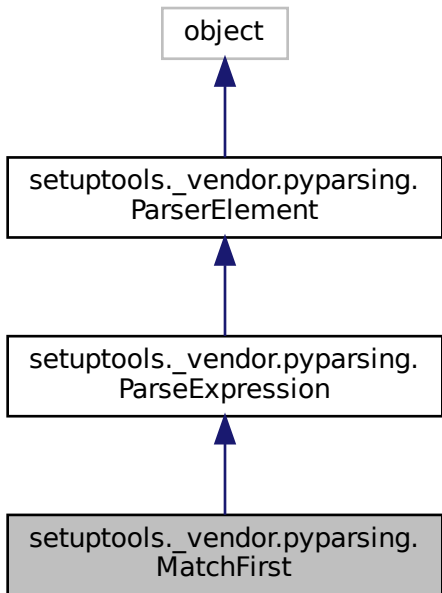 object
setuptools._vendor.pyparsing.
ParserElement
setuptools._vendor.pyparsing.
ParseExpression
setuptools._vendor.pyparsing.
MatchFirst